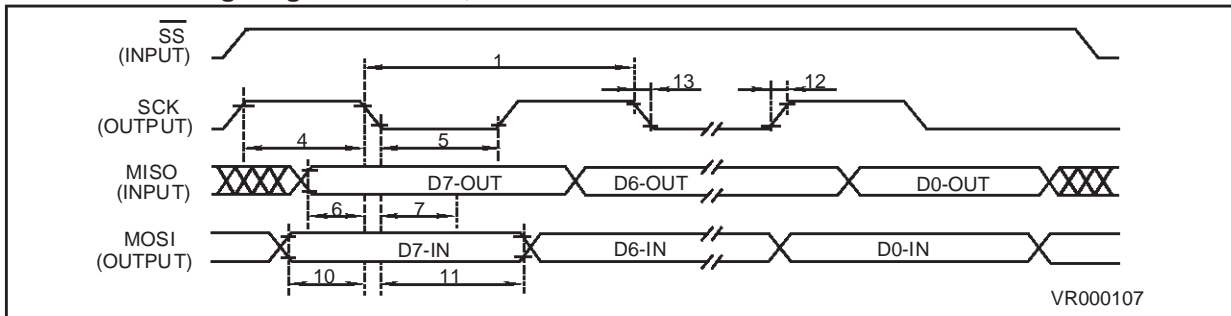 SS
(INPUT)
1
13
12
SCK
(OUTPUT)
4
5
MISO
(INPUT)
D7-OUT
D6-OUT
D0-OUT
6
7
MOSI
(OUTPUT)
D7-IN
D6-IN
D0-IN
10
11
VR000107